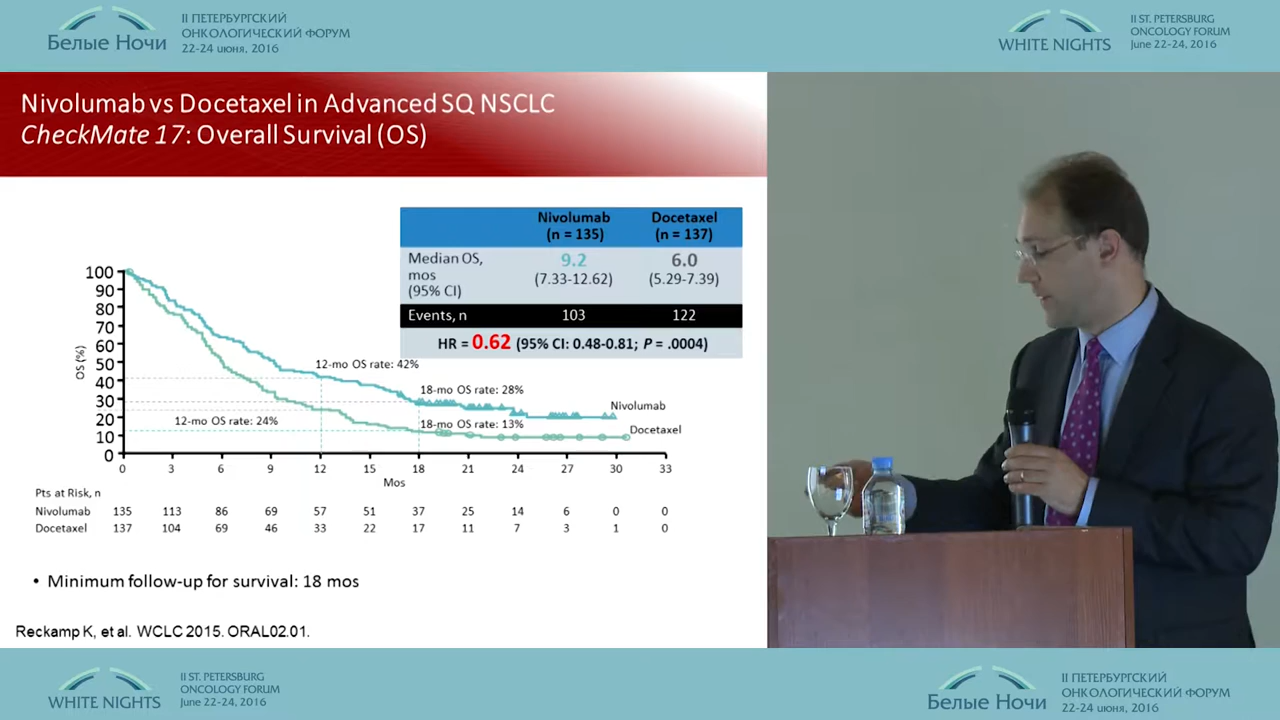 Белые Ночи
II ПЕТЕРБУРГСКИЙ
ОНКОЛОГИЧЕСКИЙ ФОРУМ
22-24 июня, 2016
WHITE NIGHTS
II ST. PETERSBURG
ONCOLOGY FORUM
June 22-24, 2016
Nivolumab vs Docetaxel in Advanced SQ NSCLC
CheckMate 17: Overall Survival (OS)
Nivolumab Docetaxel
(n = 135) (n = 137)
Median OS, 9.2 6.0
mos (7.33-12.62) (5.29-7.39)
(95% CI)
Events, n 103 122
HR = 0.62 (95% CI: 0.48-0.81; P = .0004)
OS (%)
100
90
80
70
60
50
40
30
20
10
0
12-mo OS rate: 42%
18-mo OS rate: 28%
Nivolumab
12-mo OS rate: 24%
18-mo OS rate: 13%
Docetaxel
0 3 6 9 12 15 18 21 24 27 30 33
Mos
Pts at Risk, n
Nivolumab 135 113 86 69 57 51 37 25 14 6 0 0
Docetaxel 137 104 69 46 33 22 17 11 7 3 1 0
• Minimum follow-up for survival: 18 mos
Reckamp K, et al. WCLC 2015. ORAL02.01.
WHITE NIGHTS
II ST. PETERSBURG
ONCOLOGY FORUM
June 22-24, 2016
Белые Ночи
II ПЕТЕРБУРГСКИЙ
ОНКОЛОГИЧЕСКИЙ ФОРУМ
22-24 июня, 2016